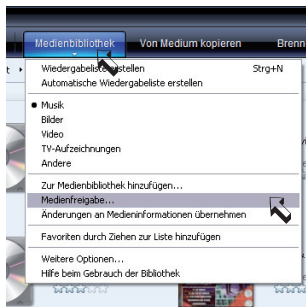 Medienbibliothek Von Medium kopieren Brenn
Wiedergabeliste erstellen Strg+N
Automatische Wiedergabeliste erstellen
Musik
Bilder
Video
TV-Aufzeichnungen
Andere
Zur Medienbibliothek hinzufügen...
Medienfreigabe...
Änderungen an Medieninformationen übernehmen
Favoriten durch Ziehen zur Liste hinzufügen
Weitere Optionen...
Hilfe beim Gebrauch der Bibliothek